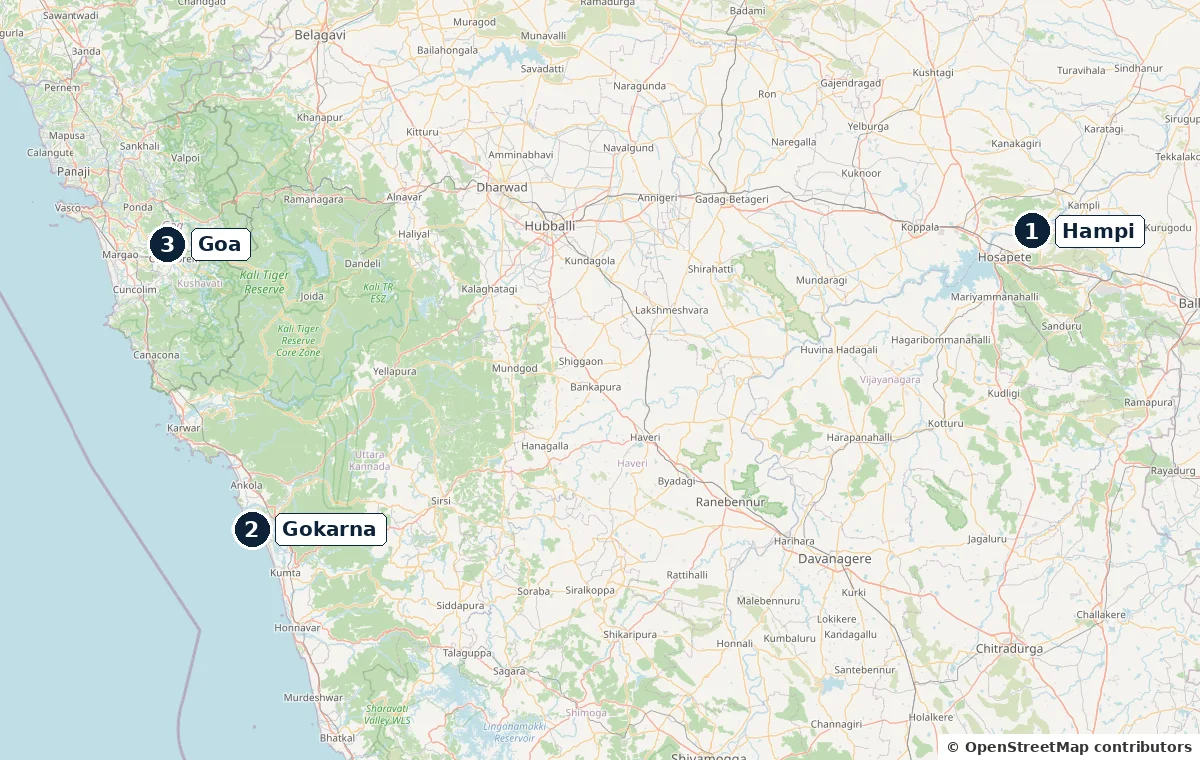 Sawantwadi
Chandgad
Belagavi
Muragod
Ramadurga
Badami
Munavalli
Bailahongala
Banda
Savadatti
Kushtagi
Turavihala
Sindhanur
Pernem
Naragunda
Gajendragad
Ron
Khanapur
Kitturu
Yelburga
Karatagi
Mapusa
Sankhali
Navalgund
Naregalla
Kanakagiri
Calangute
Valpoi
Amminabhavi
Panaji
Kuknoor
Dharwad
Ramanagara
Alnavar
Annigeri
Gadag-Betageri
Kampli
Vasco
Ponda
Hubballi
Koppala
Kurugodu
1
Hampi
Haliyal
3
Goa
Margao
Hosapete
Dandeli
Kundagola
Shirahatti
Kali Tiger
Reserve
Kushavati
Mundaragi
Cuncolim
Kali TR
ESZ
Kalaghatagi
Joida
Mariyammanahalli
Lakshmeshvara
Sanduru
Kali Tiger
Reserve
Core Zone
Hagaribommanahalli
Huvina Hadagali
Canacona
Shiggaon
Mundgod
Yellapura
Vijayanagara
Bankapura
Kudligi
Ramapura
Karwar
Kotturu
Haveri
Harapanahalli
Hanagalla
Uttara
Kannada
Haveri
Rayadurg
Ankola
Byadagi
Sirsi
Ranebennur
2
Gokarna
Jagaluru
Harihara
Davanagere
Kumta
Rattihalli
Soraba
Siralkoppa
Kurki
Malebennuru
Siddapura
Challakere
Lokikere
Honnavar
Shikaripura
Kandagallu
Kumbaluru
Honnali
Chitradurga
Talaguppa
Sagara
Santebennur
Murdeshwar
Sharavati
Valley WLS
Shimoga
Holalkere
Linganamakki
Reservoir
Channagiri
Bhatkal
Shivamogga
© OpenStreetMap contributors